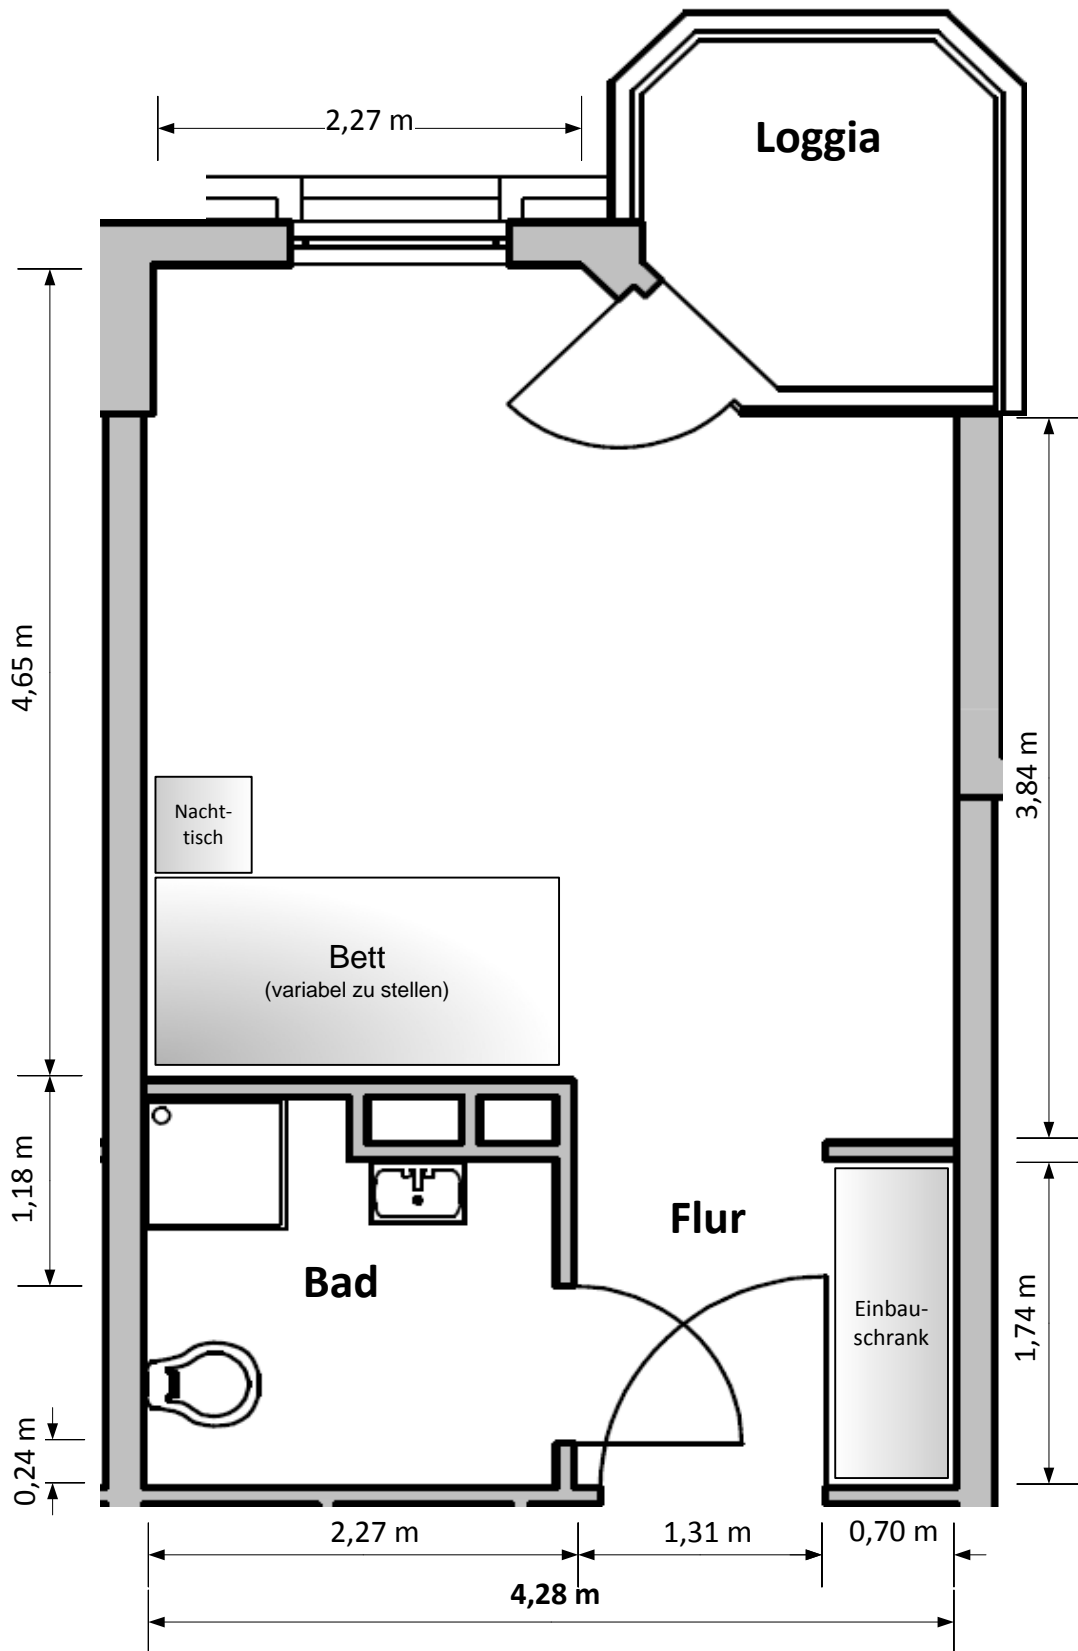 2,27 m
Loggia
4,65 m
3,84 m
Nacht-
tisch
Bett
(variabel zu stellen)
1,18 m
Flur
Bad
Einbau-
schrank
1,74 m
0,24 m
2,27 m
1,31 m
0,70 m
4,28 m